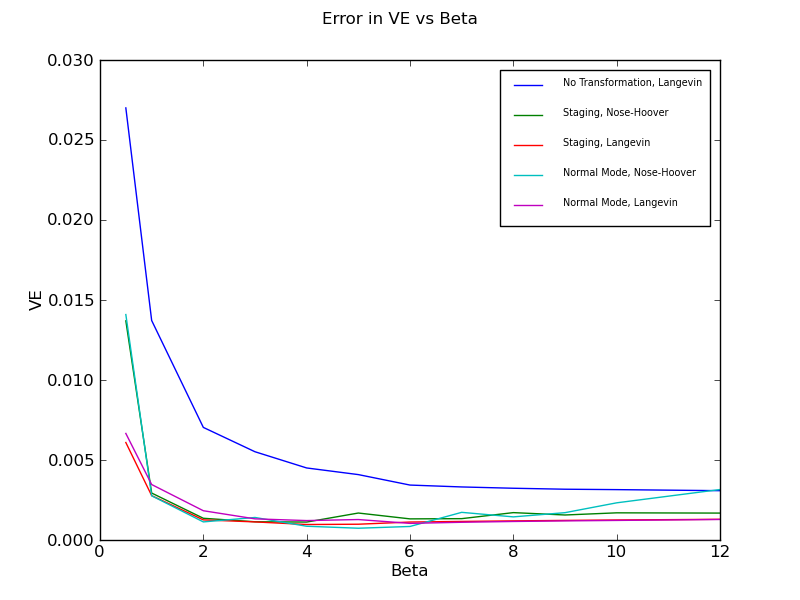 Error in VE vs Beta
0.030
0.025
0.020
0.015
0.010
0.005
0.000
VE
No Transformation, Langevin
Staging, Nose-Hoover
Staging, Langevin
Normal Mode, Nose-Hoover
Normal Mode, Langevin
0 2 4 6 8 10 12
Beta